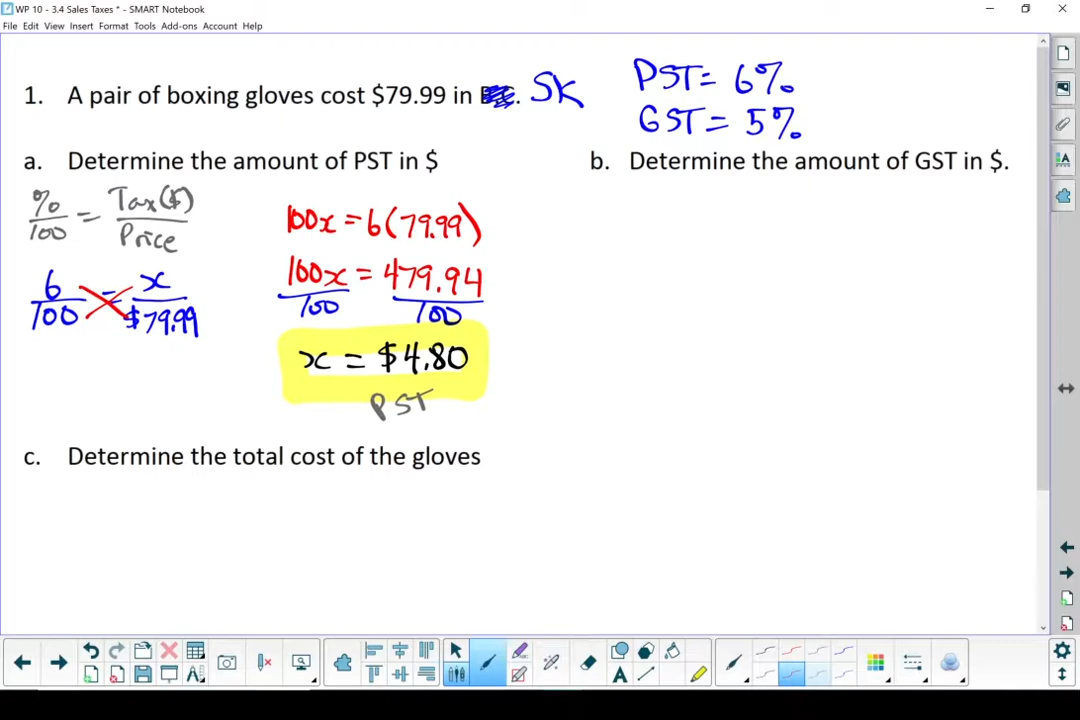 WP 10 - 3.4 Sales Taxes * - SMART Notebook
File Edit View Insert Format Tools Add-ons Account Help
1. A pair of boxing gloves cost $79.99 in . SK
PST = 6%
GST = 5%
a. Determine the amount of PST in $
%/100 = Tax($)/Price
6/100 = x/$79.99
100x = 6(79.99)
100x = 479.94
100 100
x = $4.80
PST
b. Determine the amount of GST in $.
c. Determine the total cost of the gloves